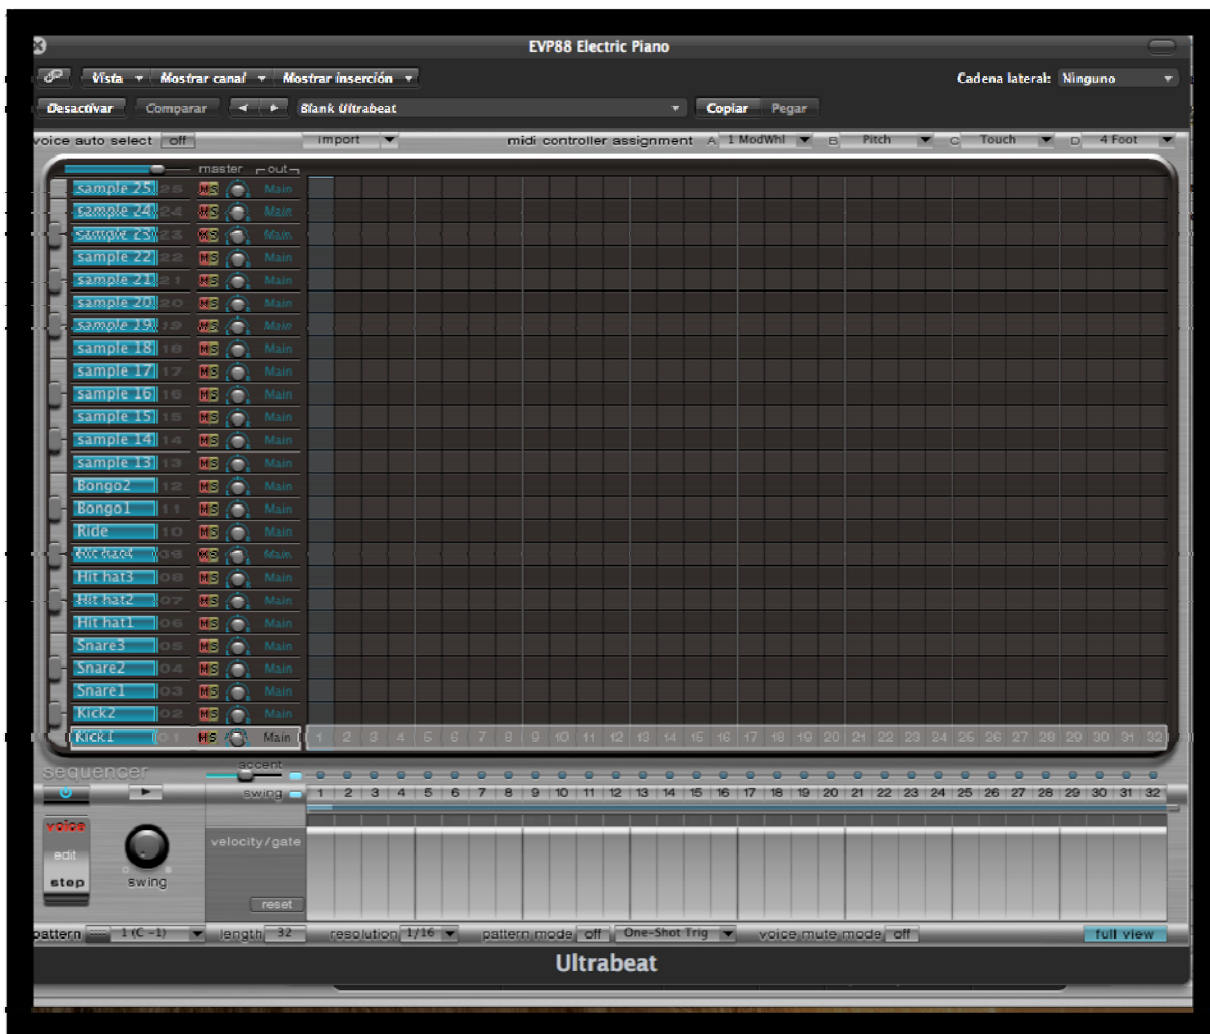 EVP88 Electric Piano
Vista Mostrar canal Mostrar inserción Cadena lateral: Ninguno
Desactivar Comparar Blank Ultrabeat Copiar Pegar
voice auto select off import midi controller assignment A 1 ModWhl B Pitch C Touch D 4 Foot
master out
sample 25 25 M S Main
sample 24 24 M S Main
sample 23 23 M S Main
sample 22 22 M S Main
sample 21 21 M S Main
sample 20 20 M S Main
sample 19 19 M S Main
sample 18 18 M S Main
sample 17 17 M S Main
sample 16 16 M S Main
sample 15 15 M S Main
sample 14 14 M S Main
sample 13 13 M S Main
Bongo2 12 M S Main
Bongo1 11 M S Main
Ride 10 M S Main
Hit hat4 09 M S Main
Hit hat3 08 M S Main
Hit hat2 07 M S Main
Hit hat1 06 M S Main
Snare3 05 M S Main
Snare2 04 M S Main
Snare1 03 M S Main
Kick2 02 M S Main
Kick1 01 M S Main 1 2 3 4 5 6 7 8 9 10 11 12 13 14 15 16 17 18 19 20 21 22 23 24 25 26 27 28 29 30 31 32
sequencer accent
swing 1 2 3 4 5 6 7 8 9 10 11 12 13 14 15 16 17 18 19 20 21 22 23 24 25 26 27 28 29 30 31 32
voice
velocity/gate
edit
step swing
reset
pattern 1 (C -1) length 32 resolution 1/16 pattern mode off One-Shot Trig voice mute mode off full view
Ultrabeat